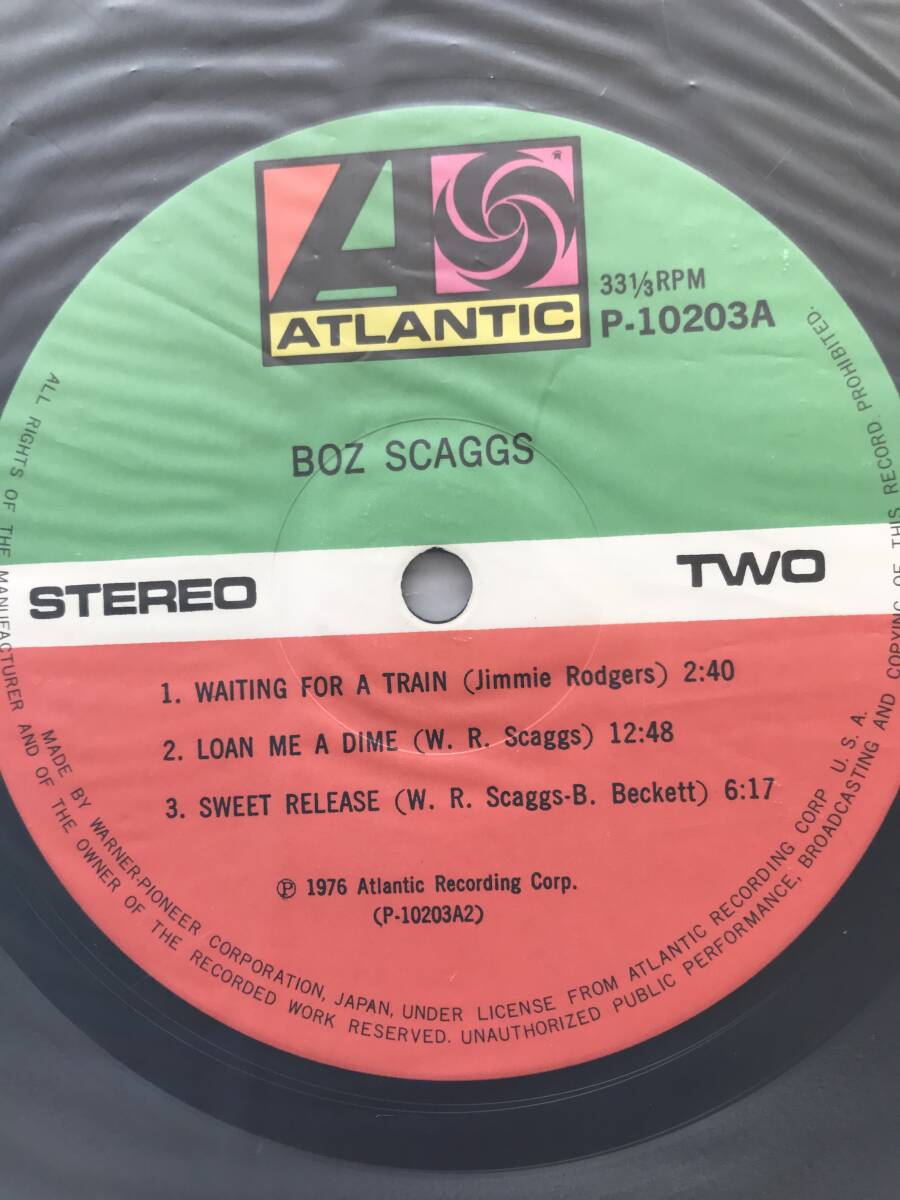 ATLANTIC
33⅓RPM
P-10203A
BOZ SCAGGS
STEREO
TWO
1. WAITING FOR A TRAIN (Jimmie Rodgers) 2:40
2. LOAN ME A DIME (W. R. Scaggs) 12:48
3. SWEET RELEASE (W. R. Scaggs-B. Beckett) 6:17
Ⓟ 1976 Atlantic Recording Corp.
(P-10203A2)
MADE BY WARNER-PIONEER CORPORATION, JAPAN, UNDER LICENSE FROM ATLANTIC RECORDING CORP U. S. A.
ALL RIGHTS OF THE MANUFACTURER AND OF THE OWNER OF THE RECORDED WORK RESERVED. UNAUTHORIZED PUBLIC PERFORMANCE, BROADCASTING AND COPYING OF THIS RECORD. PROHIBITED.